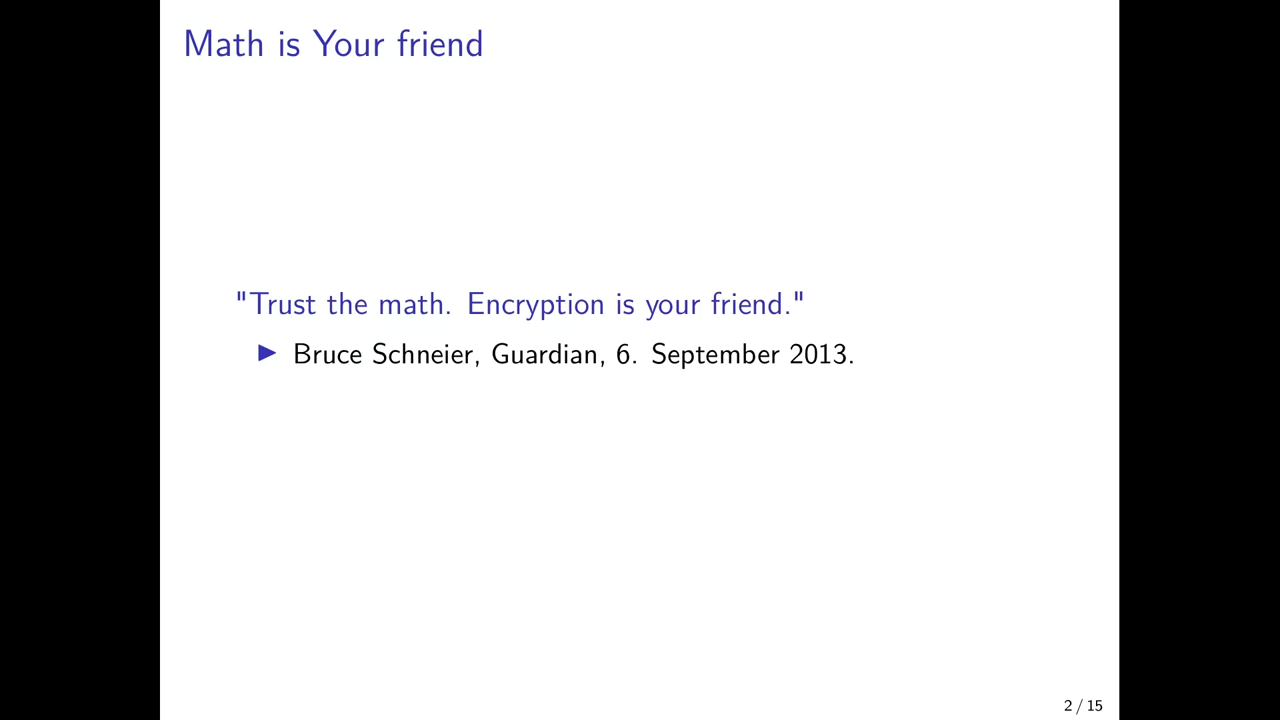 Math is Your friend
"Trust the math. Encryption is your friend."
▶ Bruce Schneier, Guardian, 6. September 2013.
2 / 15